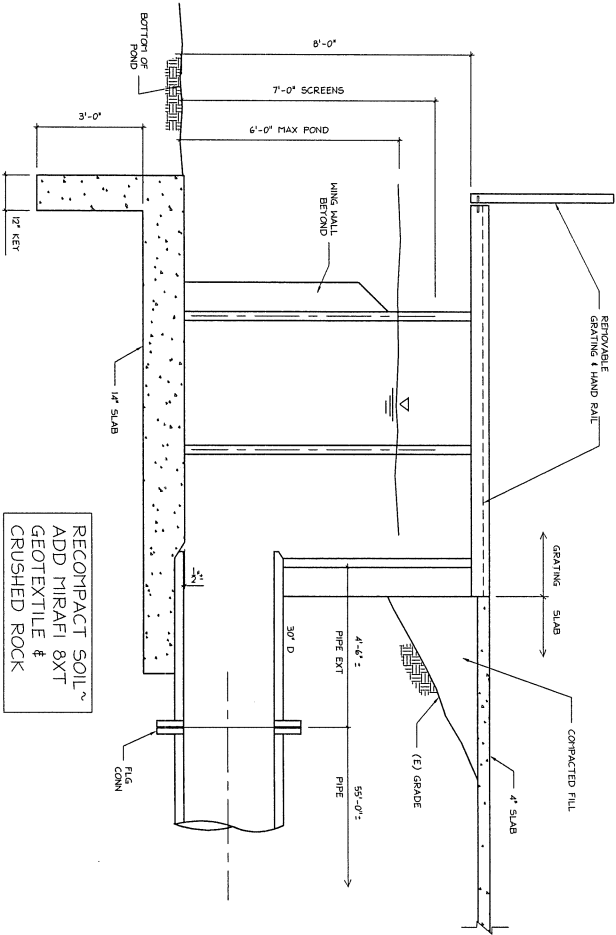 REMOVABLE
GRATING & HAND RAIL
GRATING
SLAB
COMPACTED FILL
4" SLAB
8'-0"
7'-0" SCREENS
6'-0" MAX POND
BOTTOM OF
POND
WING WALL
BEYOND
(E) GRADE
4'-6" ±
PIPE EXT
55'-0" ±
PIPE
30" D
½" ±
3'-0"
12" KEY
14" SLAB
FLG
CONN
RECOMPACT SOIL~
ADD MIRAFI 8XT
GEOTEXTILE &
CRUSHED ROCK